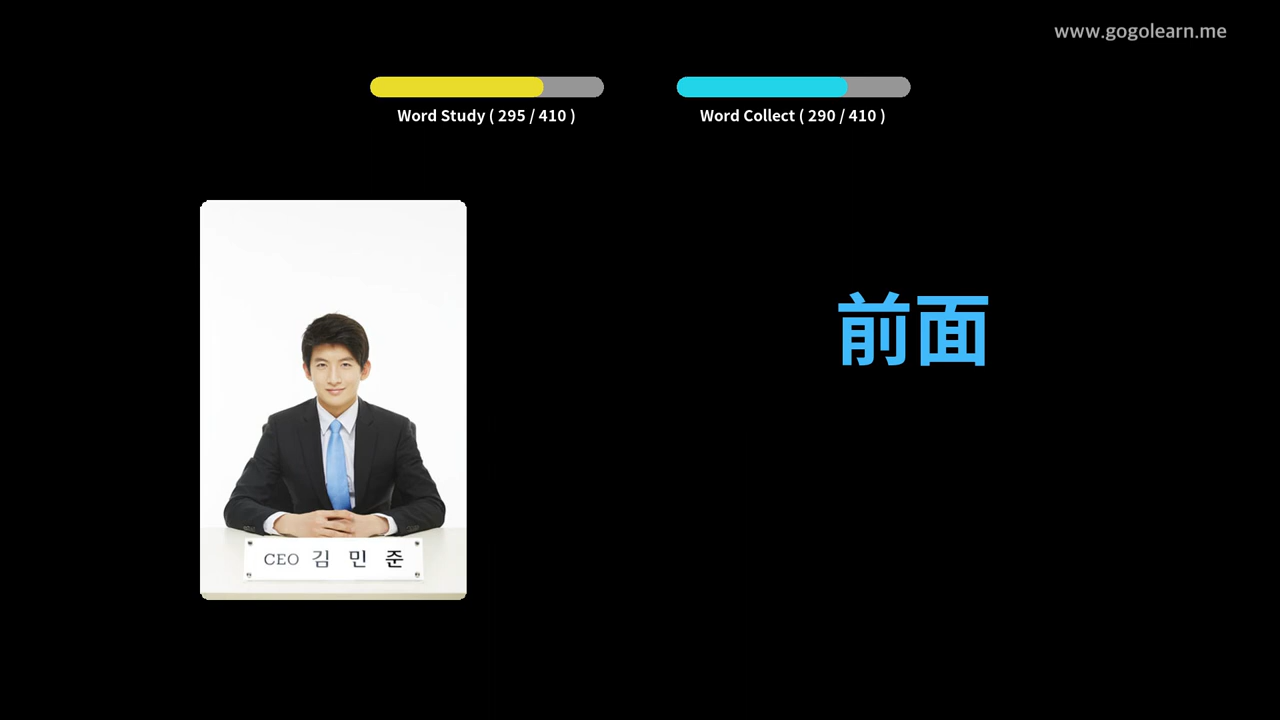 www.gogolearn.me
Word Study ( 295 / 410 )
Word Collect ( 290 / 410 )
前面
CEO 김 민 준